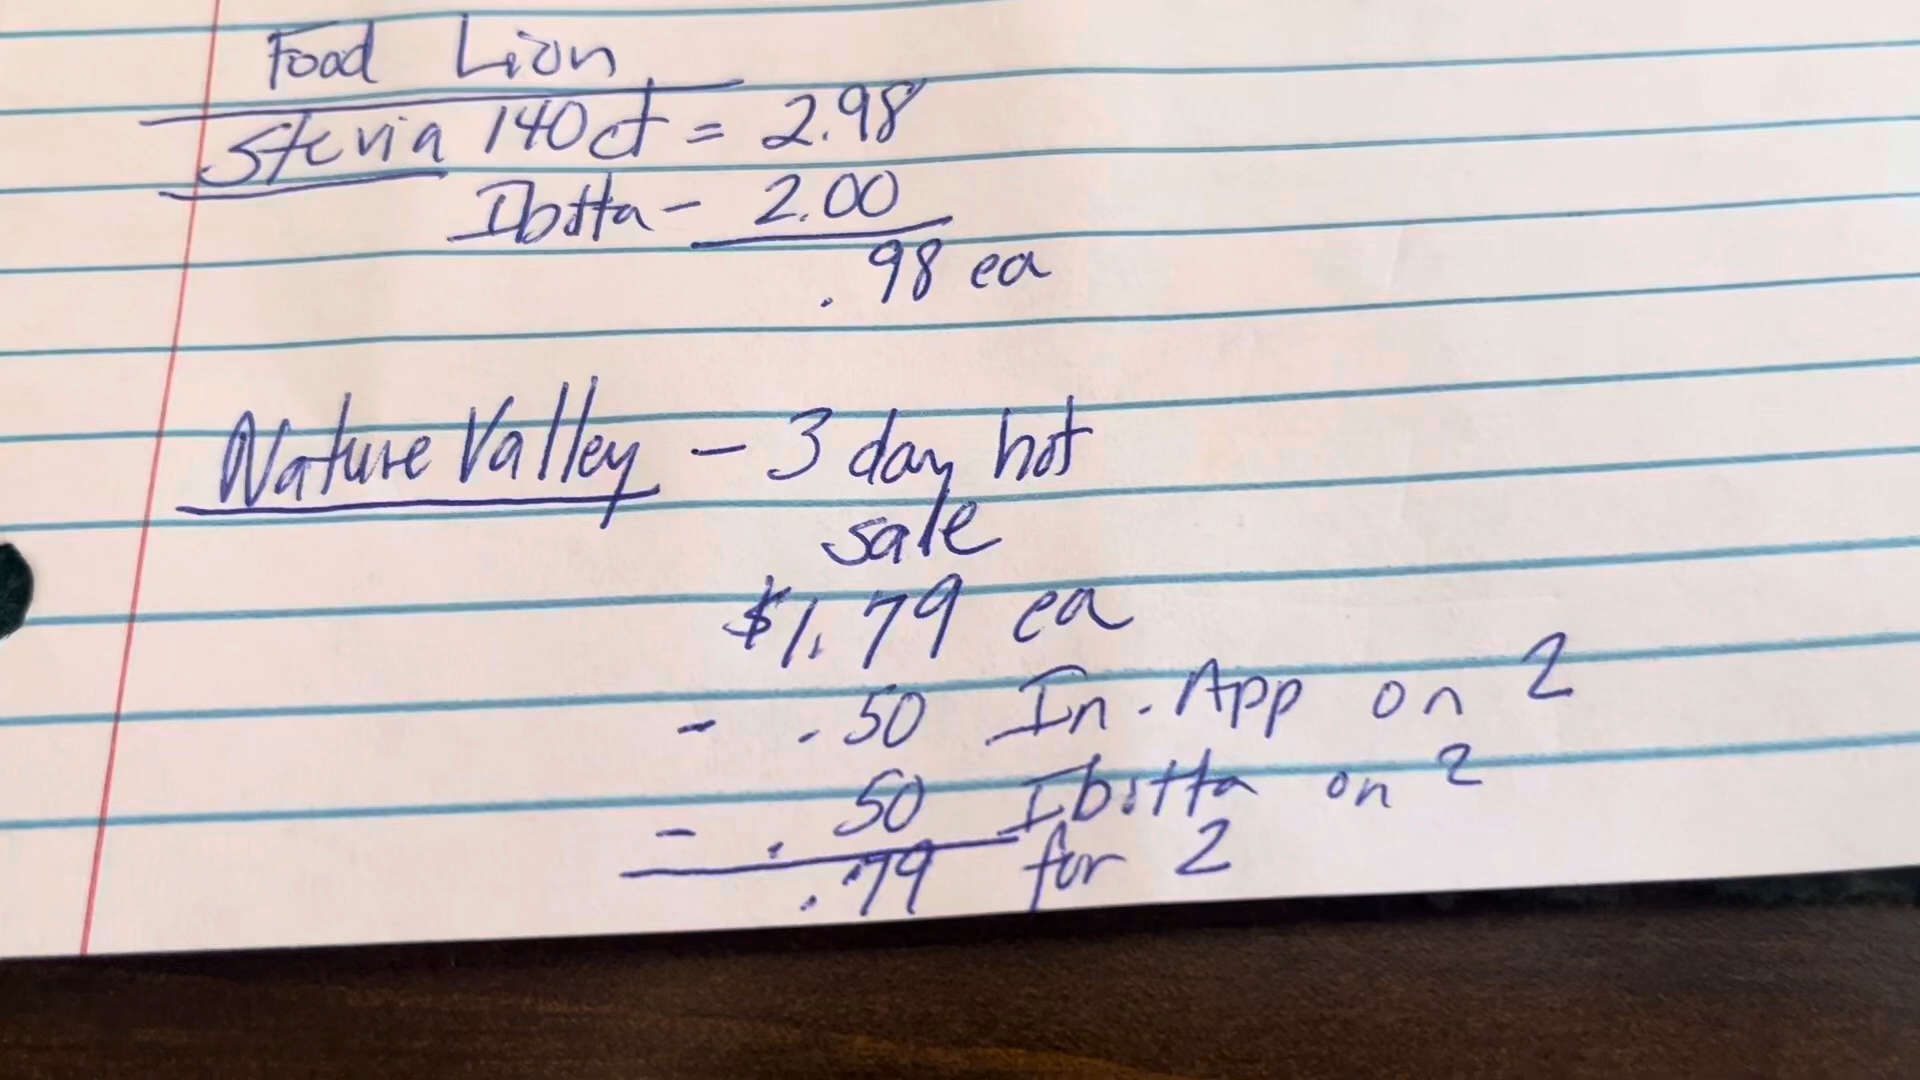 Food Lion
Stevia 140 ct = 2.98
Ibotta - 2.00
.98 ea
Nature Valley - 3 day hot
sale
$1.79 ea
- .50 In-App on 2
- .50 Ibotta on 2
.79 for 2